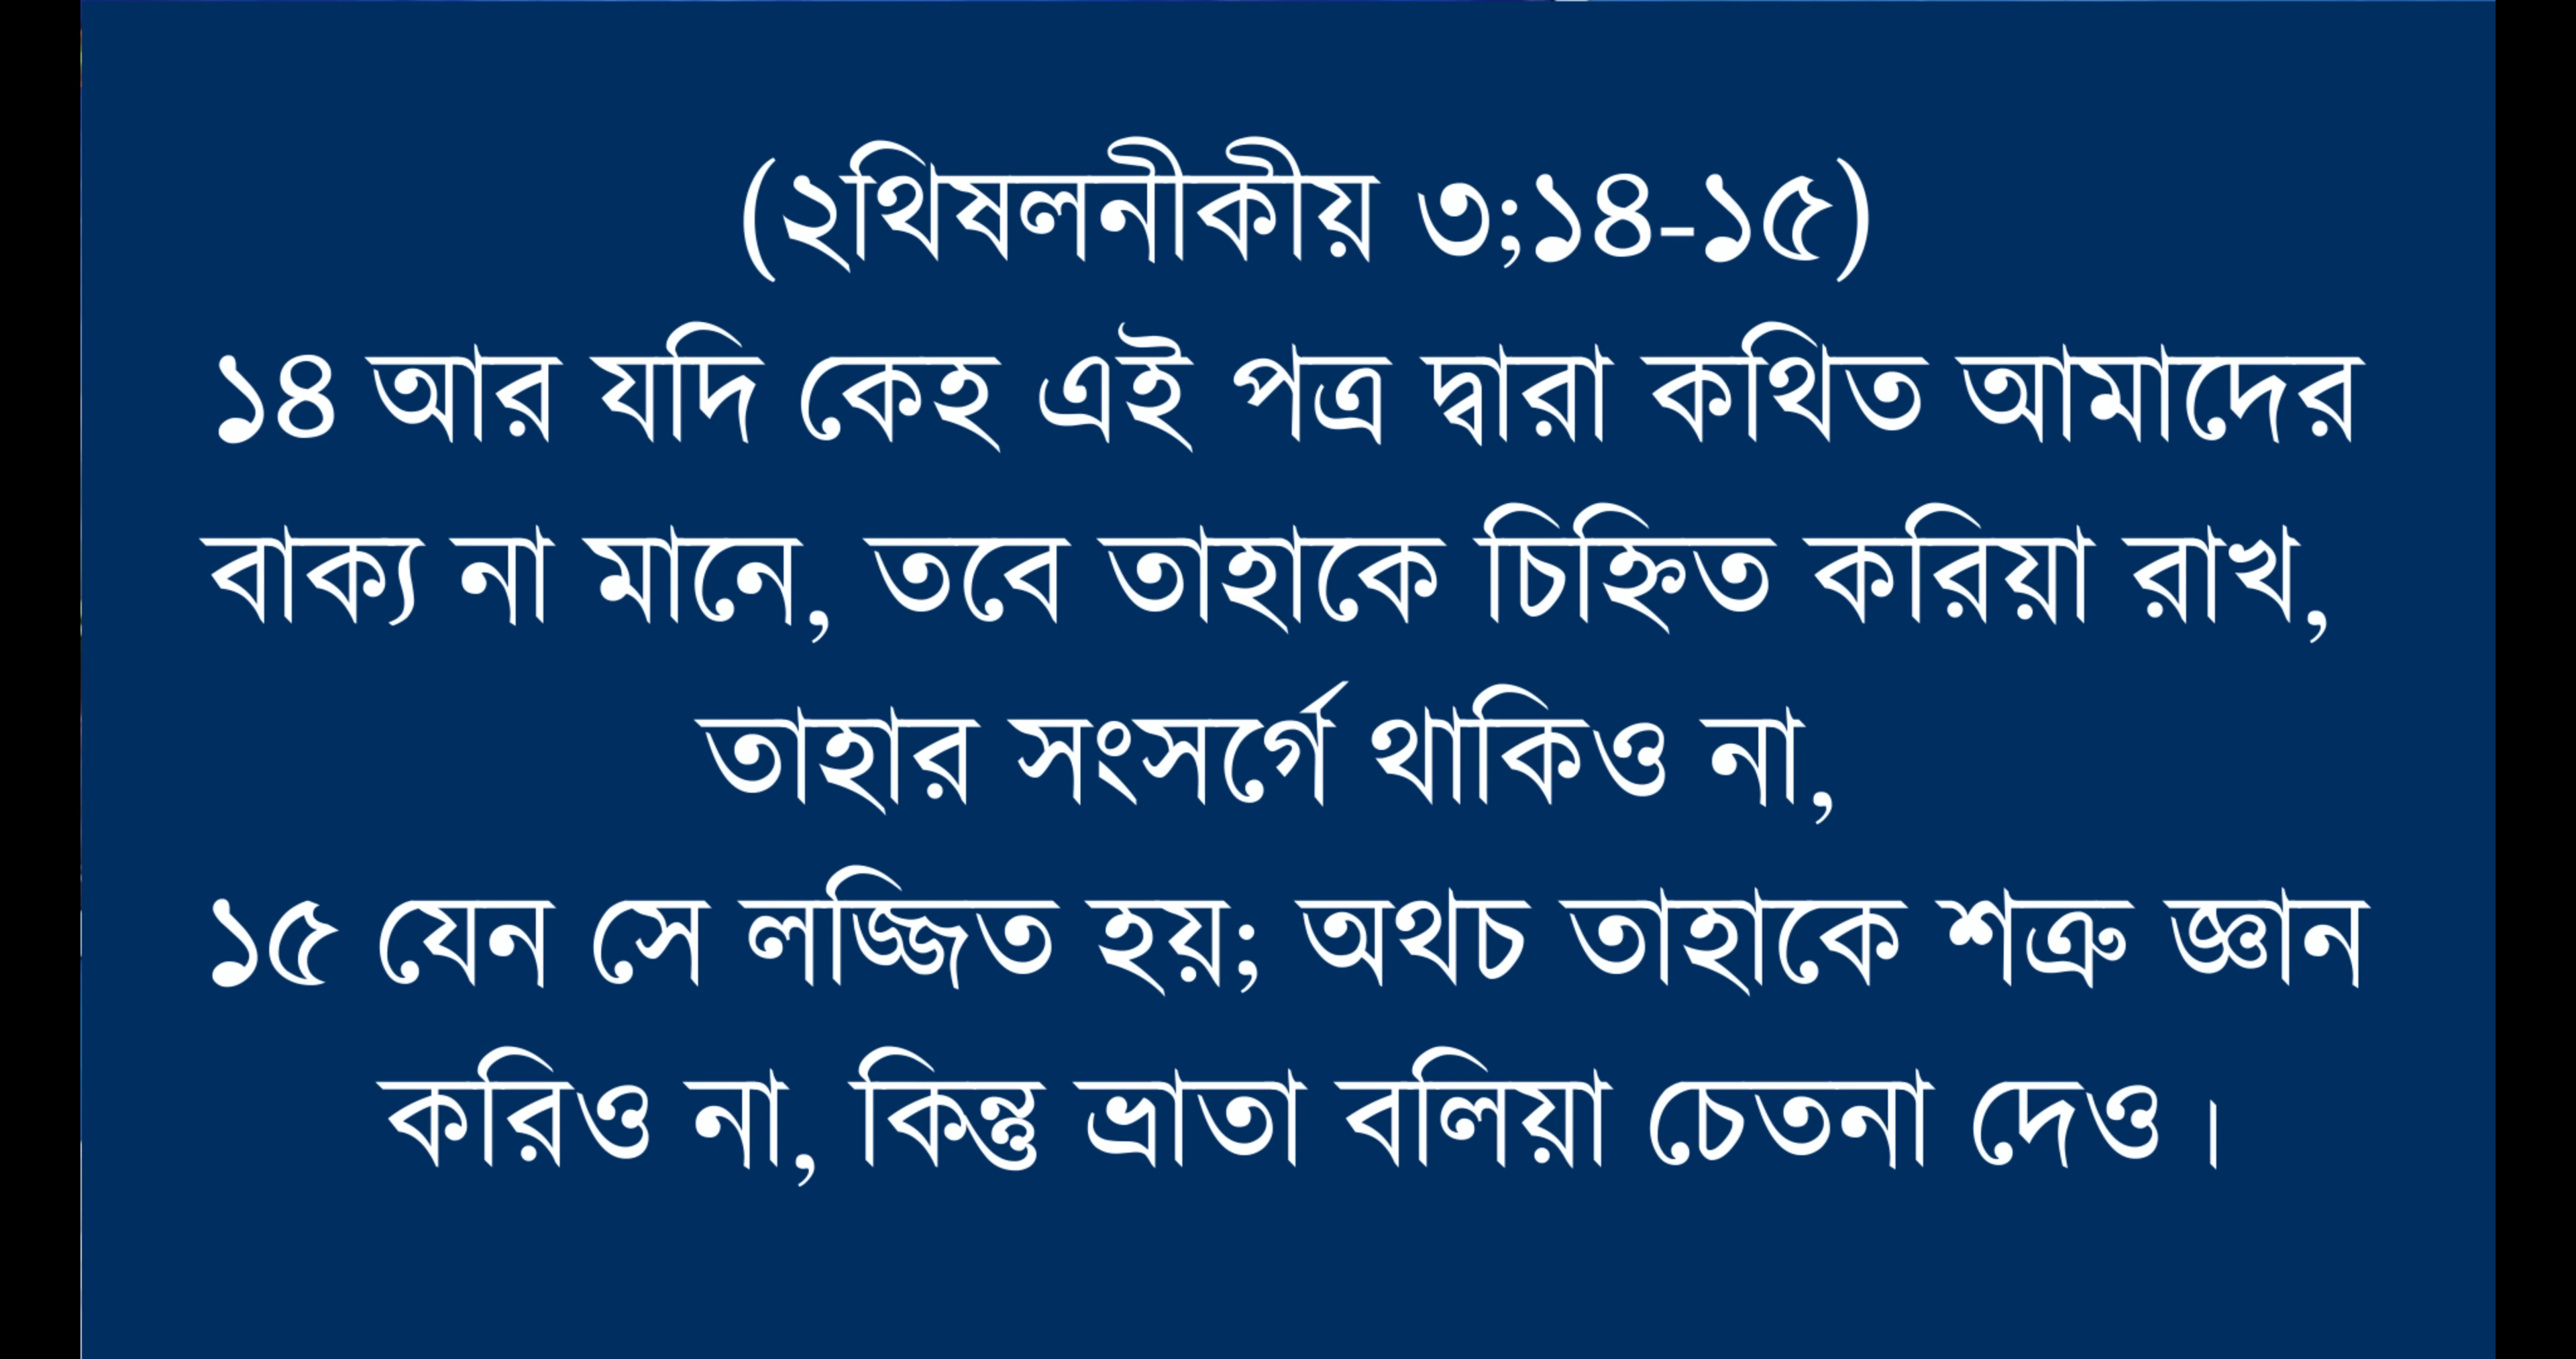 (২থিষলনীকীয় ৩;১৪-১৫)
১৪ আর যদি কেহ এই পত্র দ্বারা কথিত আমাদের
বাক্য না মানে, তবে তাহাকে চিহ্নিত করিয়া রাখ,
তাহার সংসর্গে থাকিও না,
১৫ যেন সে লজ্জিত হয়; অথচ তাহাকে শত্রু জ্ঞান
করিও না, কিন্তু ভ্রাতা বলিয়া চেতনা দেও ।